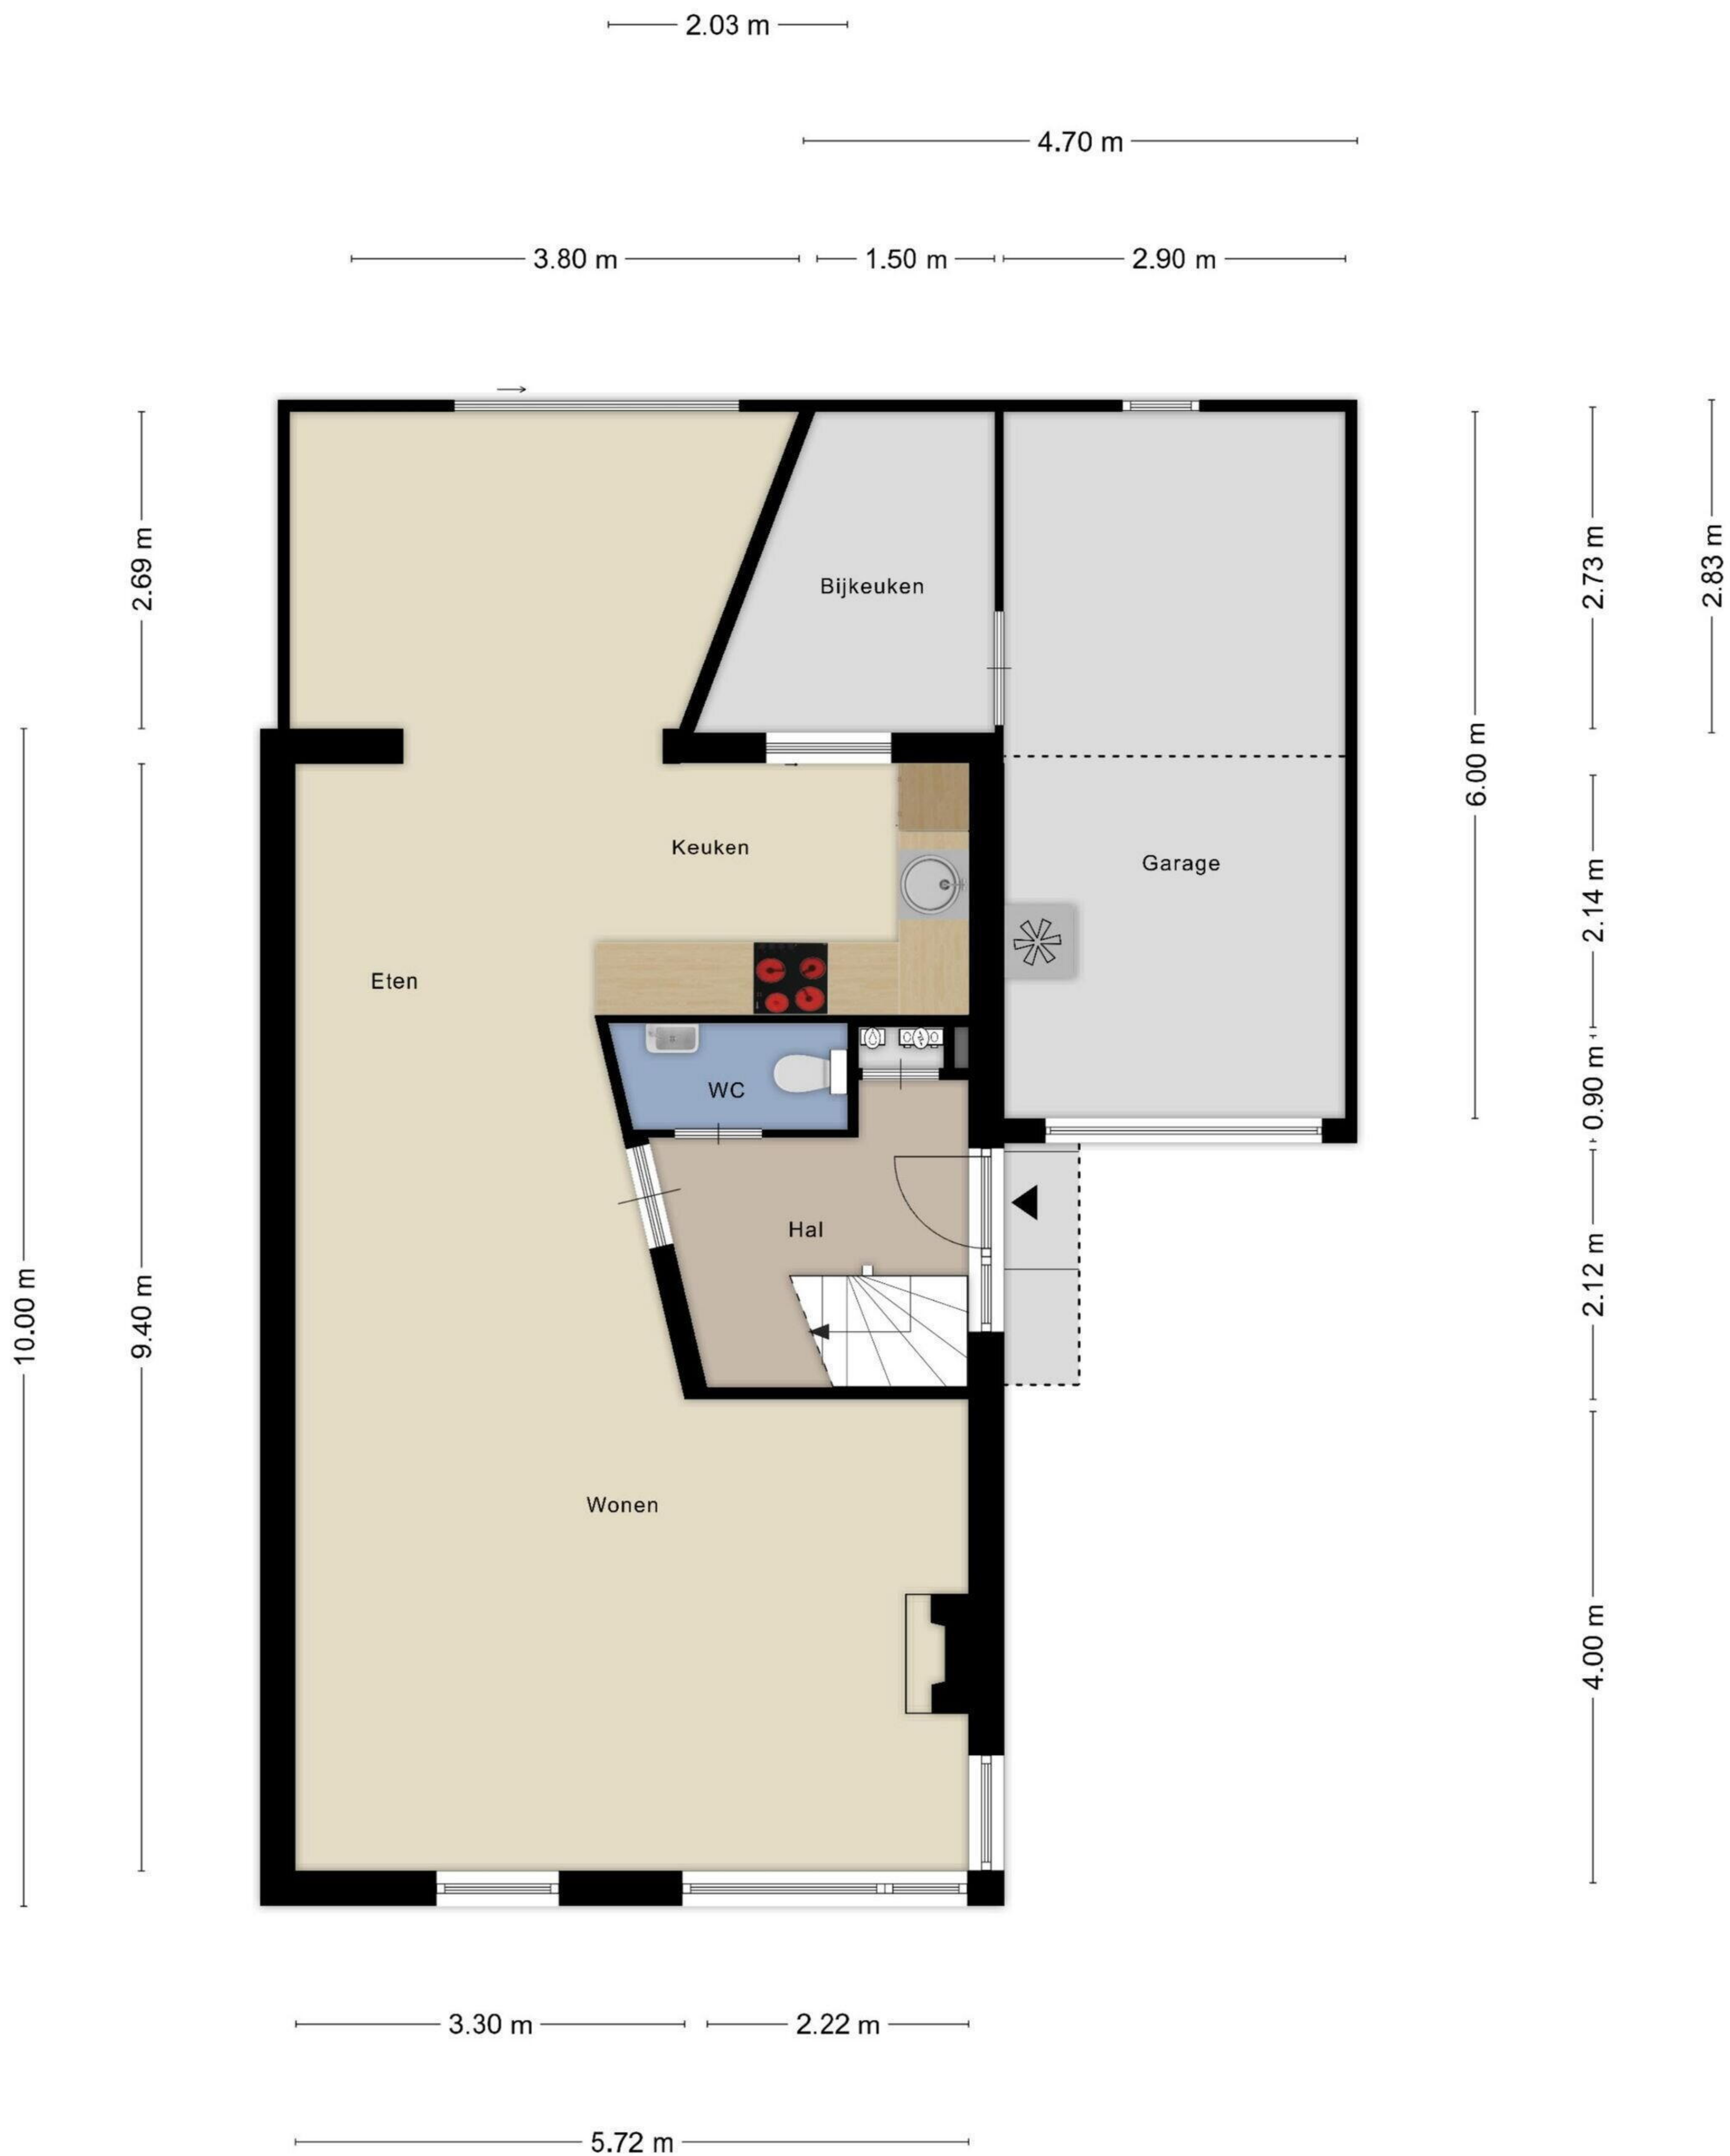 2.03 m
4.70 m
3.80 m
1.50 m
2.90 m
2.69 m
2.73 m
2.83 m
Bijkeuken
6.00 m
Keuken
Garage
2.14 m
Eten
WC
0.90 m
Hal
2.12 m
10.00 m
9.40 m
Wonen
4.00 m
3.30 m
2.22 m
5.72 m